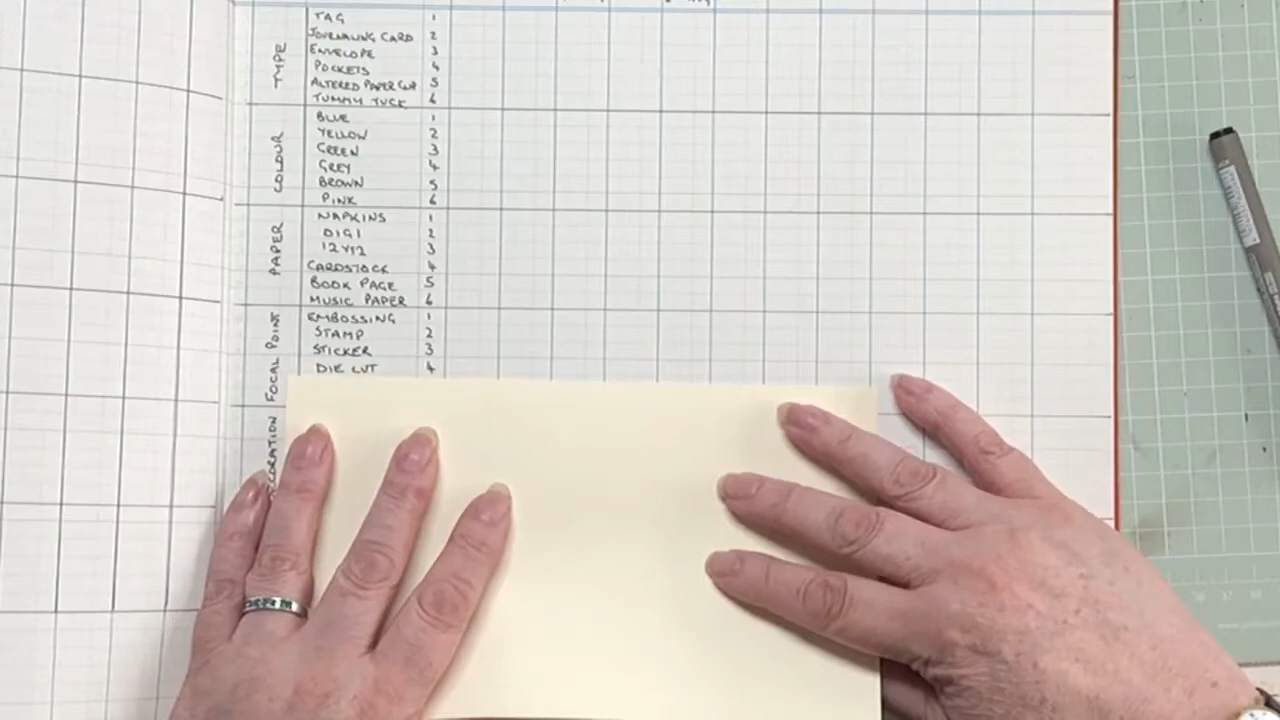 TYPE
TAG 1
JOURNALING CARD 2
ENVELOPE 3
POCKETS 4
ALTERED PAPER CLIP 5
TUMMY TUCK 6
COLOUR
BLUE 1
YELLOW 2
GREEN 3
GREY 4
BROWN 5
PINK 6
PAPER
NAPKINS 1
DIGI 2
12x12 3
CARDSTOCK 4
BOOK PAGE 5
MUSIC PAPER 6
FOCAL POINT
EMBOSSING 1
STAMP 2
STICKER 3
DIE CUT 4